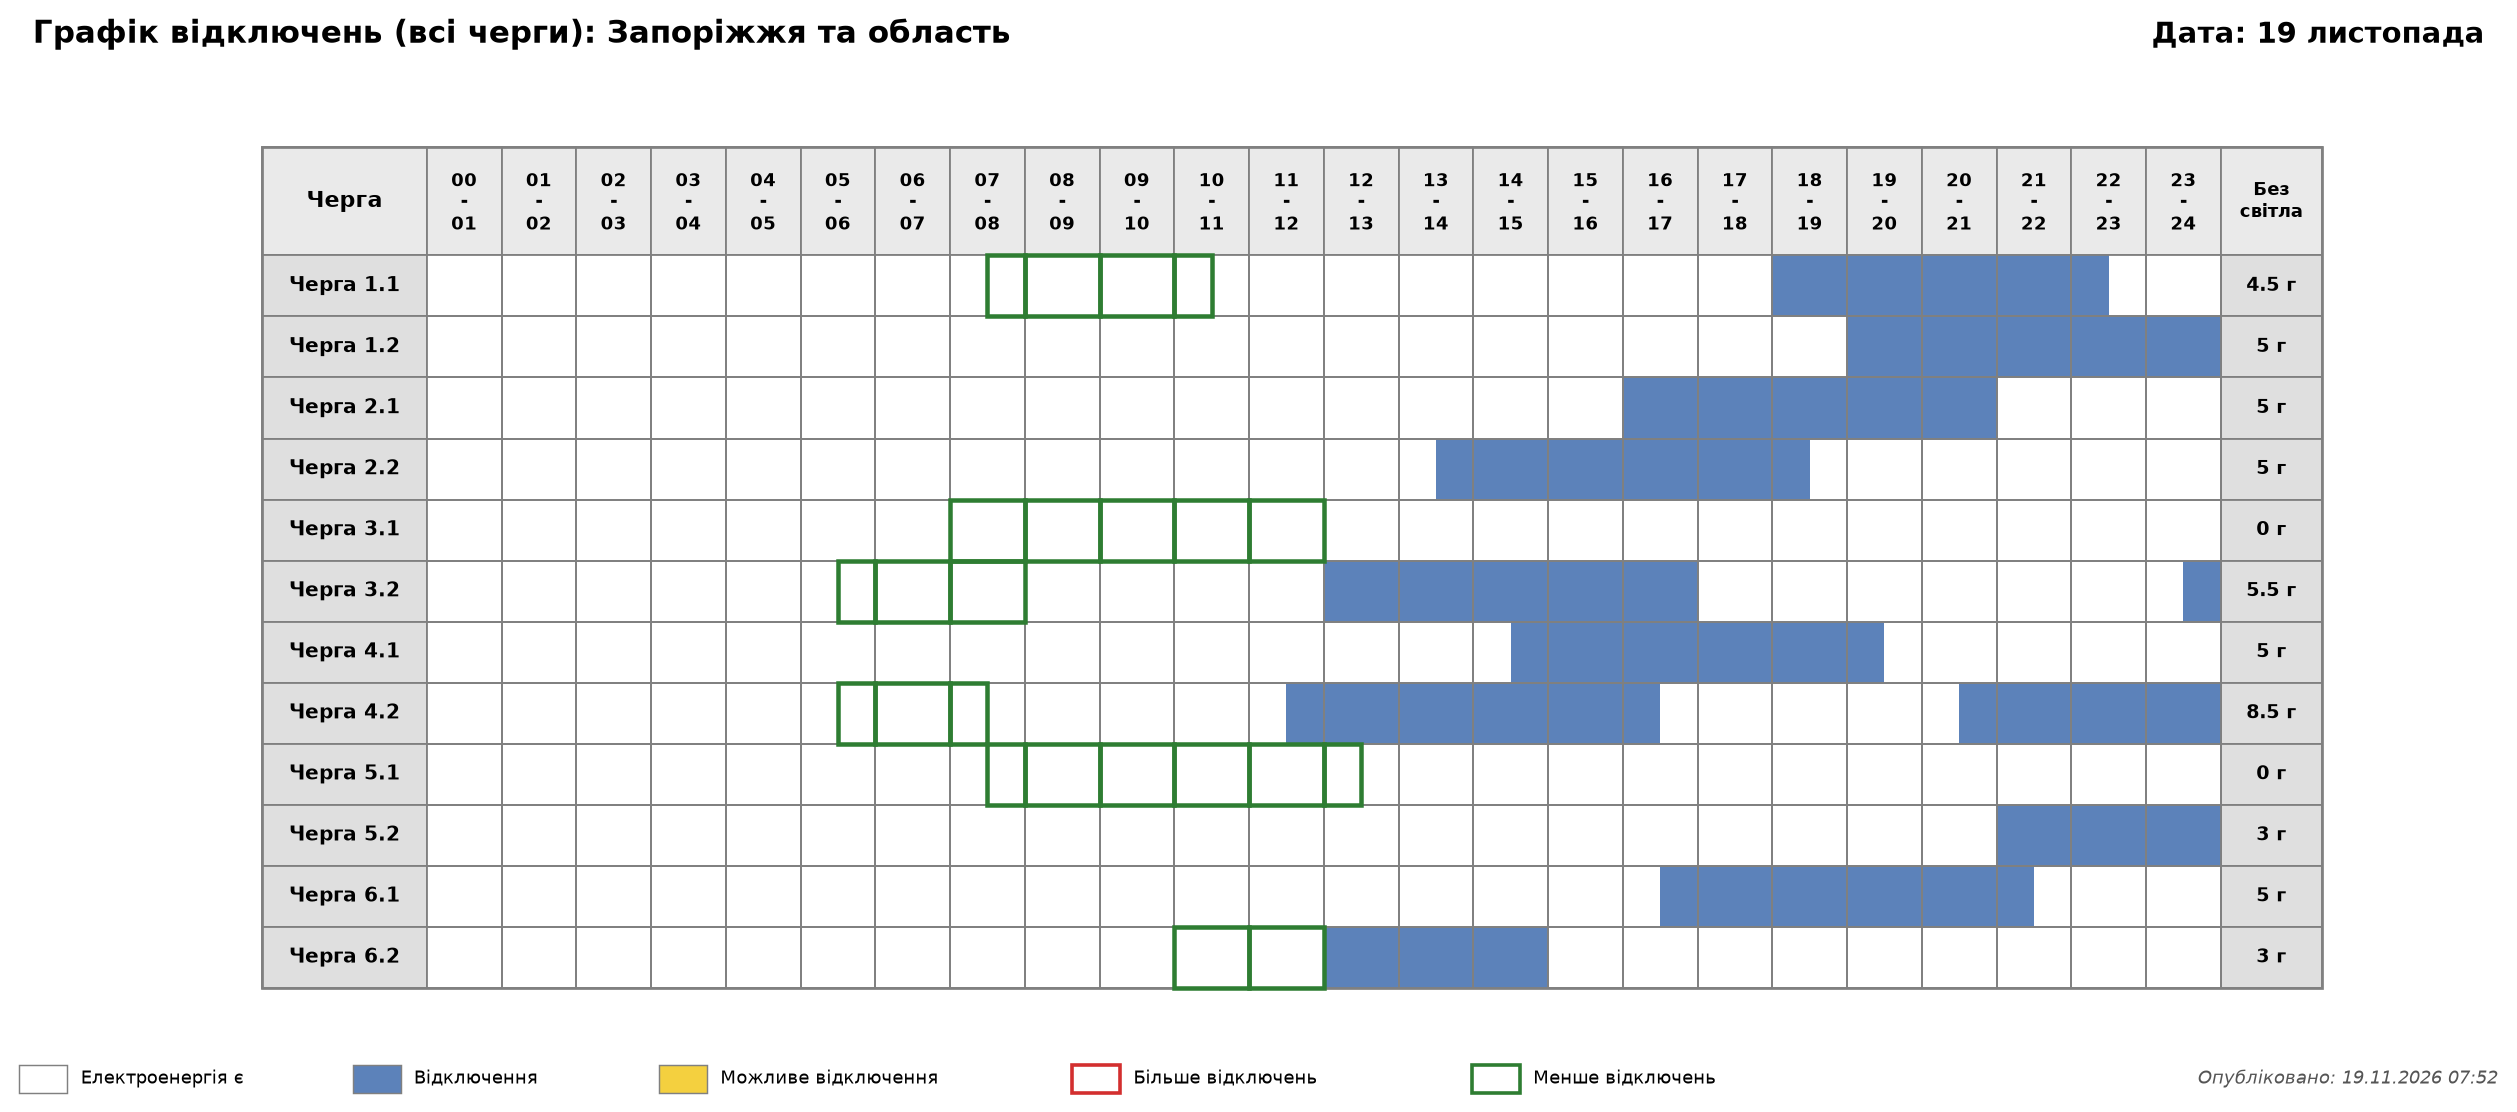 Графік відключень (всі черги): Запоріжжя та область
Дата: 19 листопада
Черга 00 - 01 01 - 02 02 - 03 03 - 04 04 - 05 05 - 06 06 - 07 07 - 08 08 - 09 09 - 10 10 - 11 11 - 12 12 - 13 13 - 14 14 - 15 15 - 16 16 - 17 17 - 18 18 - 19 19 - 20 20 - 21 21 - 22 22 - 23 23 - 24 Без світла
Черга 1.1 4.5 г
Черга 1.2 5 г
Черга 2.1 5 г
Черга 2.2 5 г
Черга 3.1 0 г
Черга 3.2 5.5 г
Черга 4.1 5 г
Черга 4.2 8.5 г
Черга 5.1 0 г
Черга 5.2 3 г
Черга 6.1 5 г
Черга 6.2 3 г
Електроенергія є
Відключення
Можливе відключення
Більше відключень
Менше відключень
Опубліковано: 19.11.2026 07:52